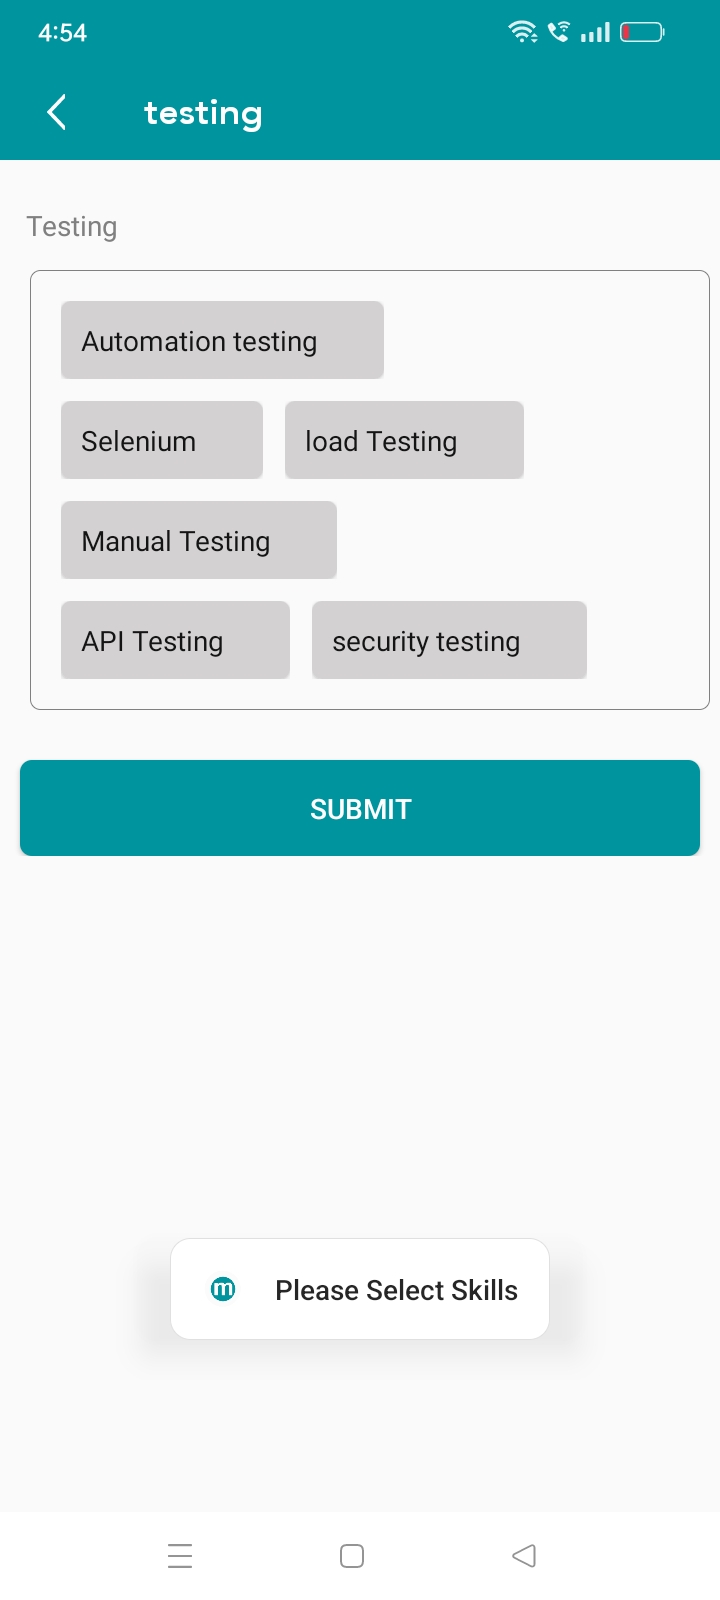 4:54
testing
Testing
Automation testing
Selenium load Testing
Manual Testing
API Testing security testing
SUBMIT
m Please Select Skills